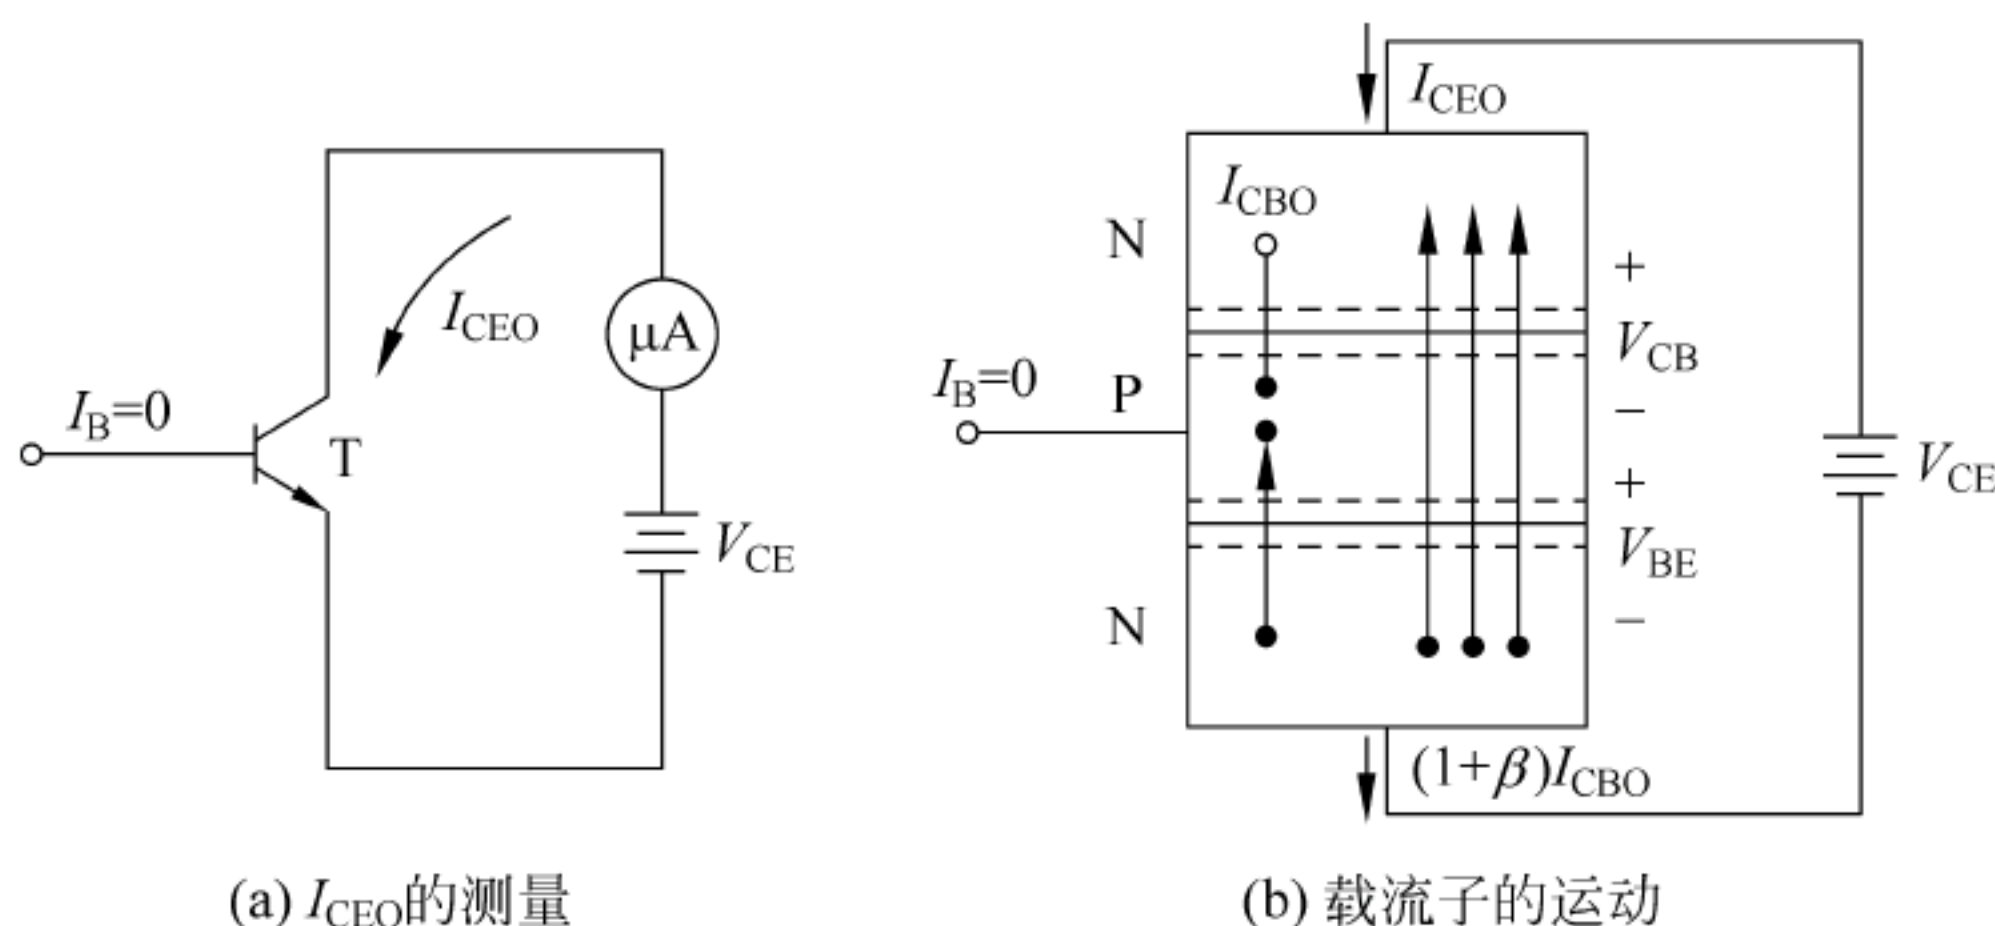 I_B=0
T
I_CEO
μA
V_CE
(a) I_CEO的测量
I_CEO
I_CBO
N
+
V_CB
−
I_B=0
P
+
V_BE
−
N
V_CE
(1+β)I_CBO
(b) 载流子的运动